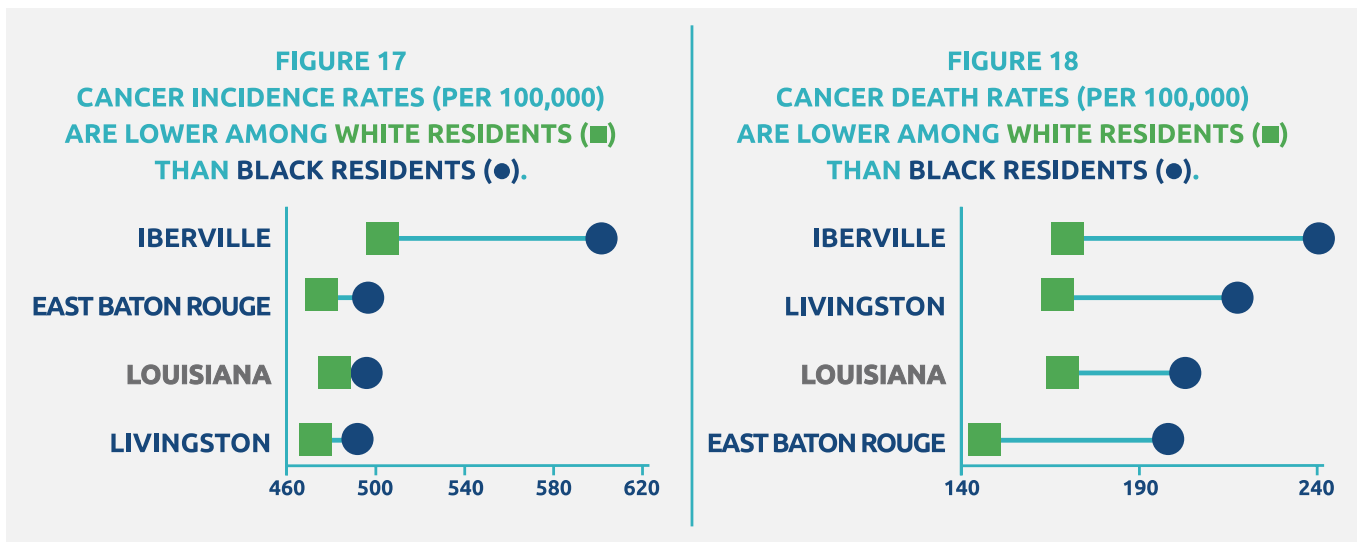 FIGURE 17
CANCER INCIDENCE RATES (PER 100,000)
ARE LOWER AMONG WHITE RESIDENTS (■)
THAN BLACK RESIDENTS (●).
IBERVILLE
EAST BATON ROUGE
LOUISIANA
LIVINGSTON
460 500 540 580 620
FIGURE 18
CANCER DEATH RATES (PER 100,000)
ARE LOWER AMONG WHITE RESIDENTS (■)
THAN BLACK RESIDENTS (●).
IBERVILLE
LIVINGSTON
LOUISIANA
EAST BATON ROUGE
140 190 240